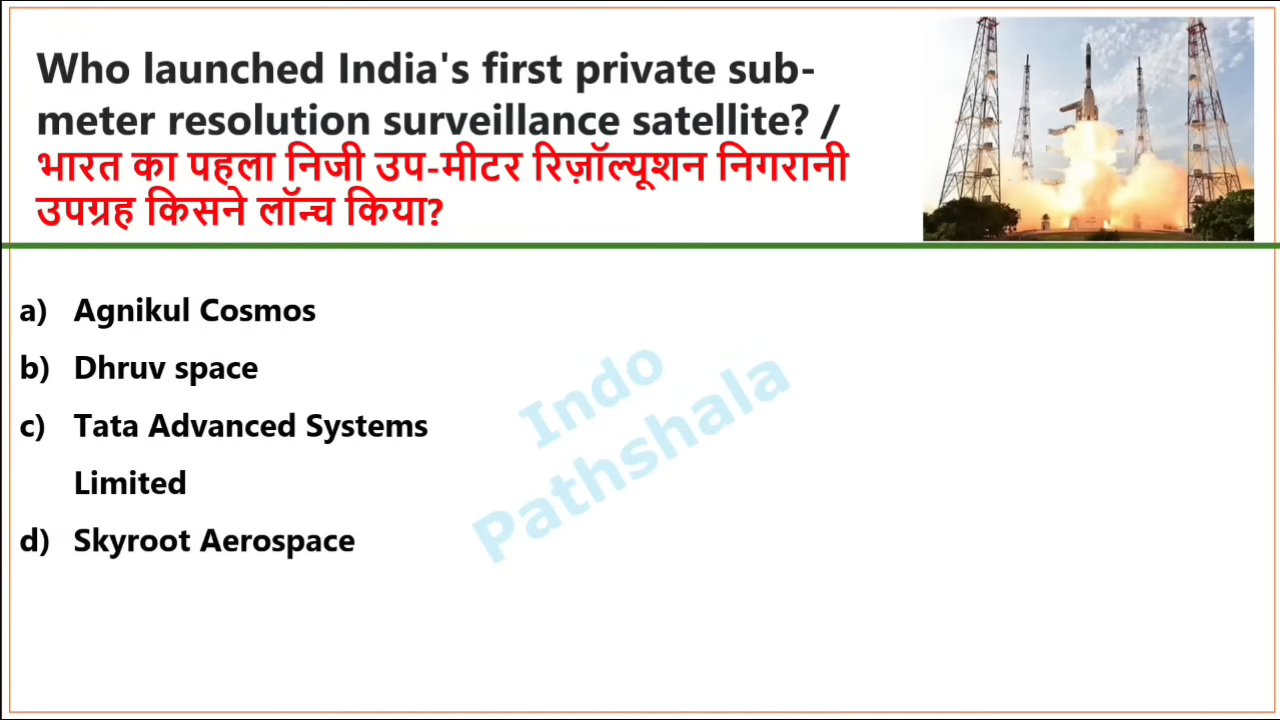 Who launched India's first private sub-
meter resolution surveillance satellite? /
भारत का पहला निजी उप-मीटर रिज़ॉल्यूशन निगरानी
उपग्रह किसने लॉन्च किया?
a) Agnikul Cosmos
b) Dhruv space
c) Tata Advanced Systems
Limited
d) Skyroot Aerospace
Indo
Pathshala